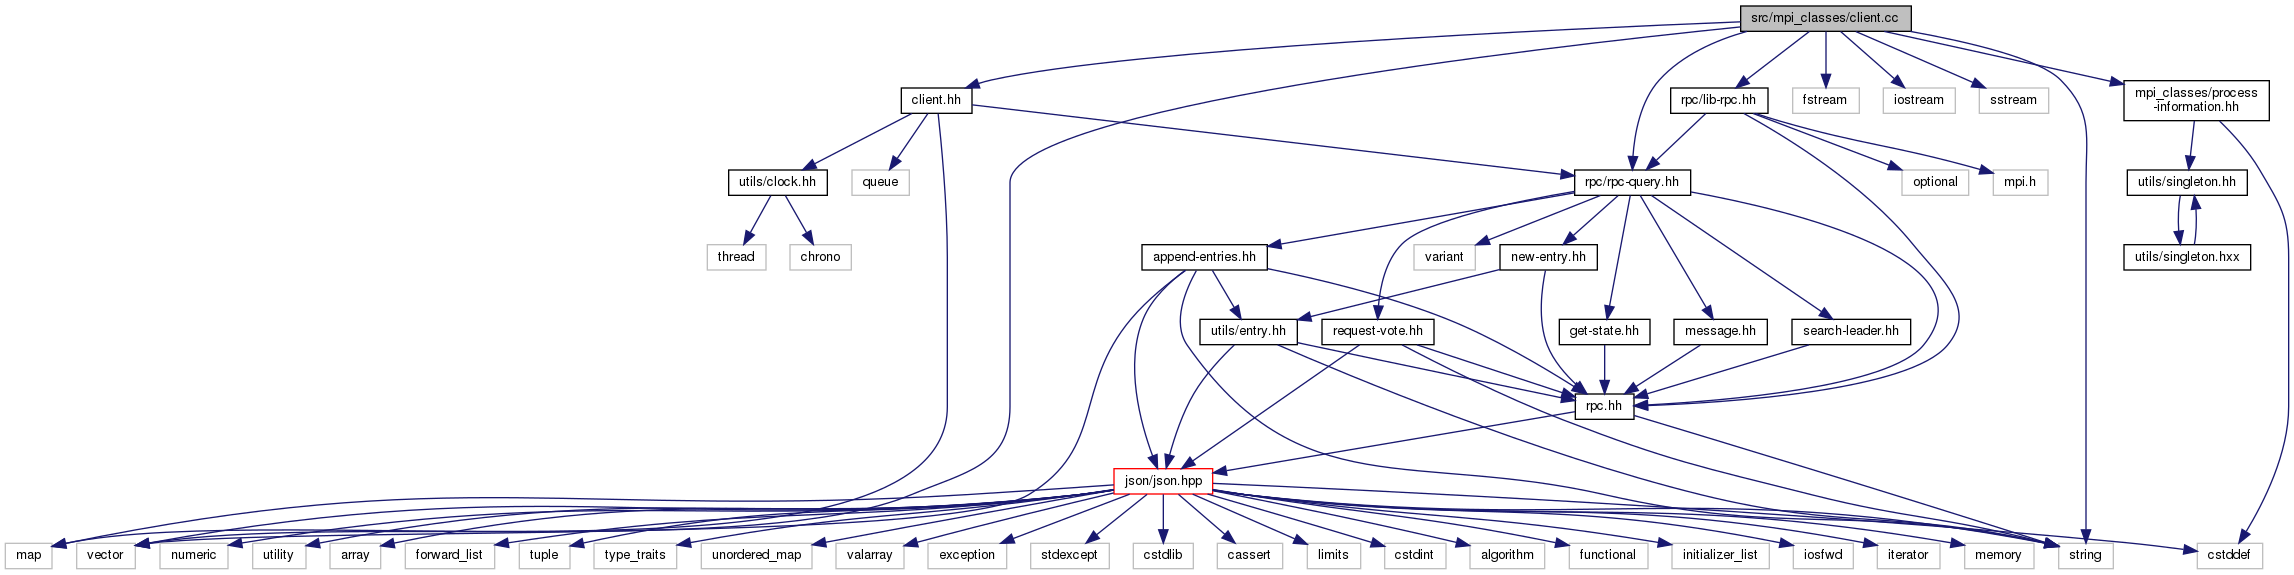 src/mpi_classes/client.cc
client.hh
rpc/lib-rpc.hh
fstream
iostream
sstream
mpi_classes/process
-information.hh
utils/clock.hh
queue
rpc/rpc-query.hh
optional
mpi.h
utils/singleton.hh
thread
chrono
append-entries.hh
variant
new-entry.hh
utils/singleton.hxx
utils/entry.hh
request-vote.hh
get-state.hh
message.hh
search-leader.hh
rpc.hh
json/json.hpp
map
vector
numeric
utility
array
forward_list
tuple
type_traits
unordered_map
valarray
exception
stdexcept
cstdlib
cassert
limits
cstdint
algorithm
functional
initializer_list
iosfwd
iterator
memory
string
cstddef